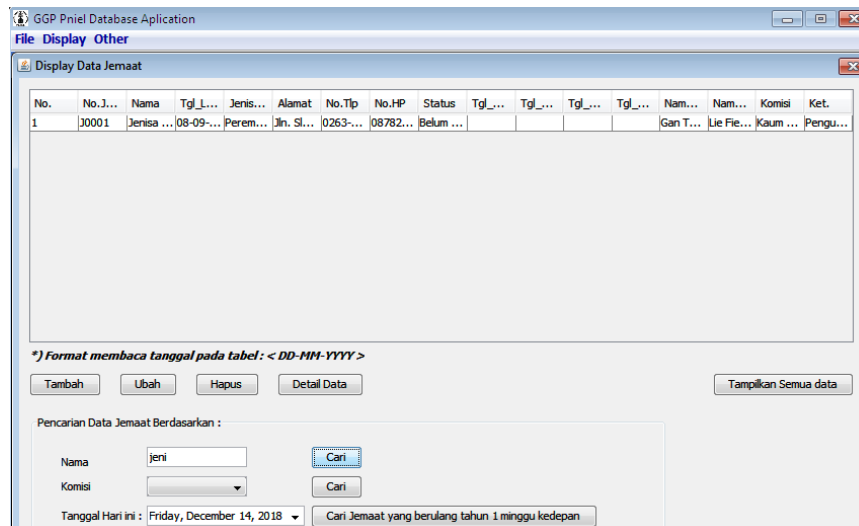 GGP Pniel Database Aplication
File Display Other
Display Data Jemaat
No. No.J... Nama Tgl_L... Jenis... Alamat No.Tlp No.HP Status Tgl_... Tgl_... Tgl_... Tgl_... Nam... Nam... Komisi Ket.
1 J0001 Jenisa ... 08-09-... Perem... Jln. Sl... 0263-... 08782... Belum ... Gan T... Lie Fie... Kaum ... Pengu...
*) Format membaca tanggal pada tabel : < DD-MM-YYYY >
Tambah Ubah Hapus Detail Data Tampilkan Semua data
Pencarian Data Jemaat Berdasarkan :
Nama jeni Cari
Komisi Cari
Tanggal Hari ini : Friday, December 14, 2018 Cari Jemaat yang berulang tahun 1 minggu kedepan